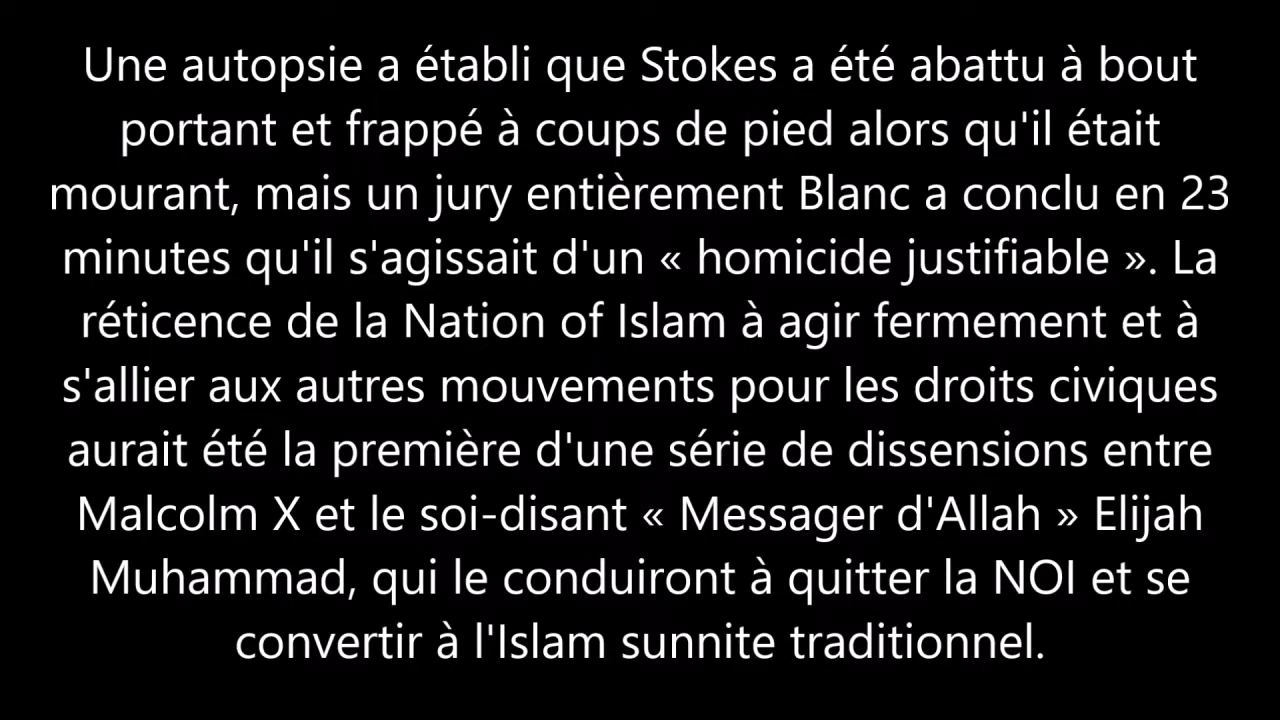 Une autopsie a établi que Stokes a été abattu à bout
portant et frappé à coups de pied alors qu'il était
mourant, mais un jury entièrement Blanc a conclu en 23
minutes qu'il s'agissait d'un « homicide justifiable ». La
réticence de la Nation of Islam à agir fermement et à
s'allier aux autres mouvements pour les droits civiques
aurait été la première d'une série de dissensions entre
Malcolm X et le soi-disant « Messager d'Allah » Elijah
Muhammad, qui le conduiront à quitter la NOI et se
convertir à l'Islam sunnite traditionnel.